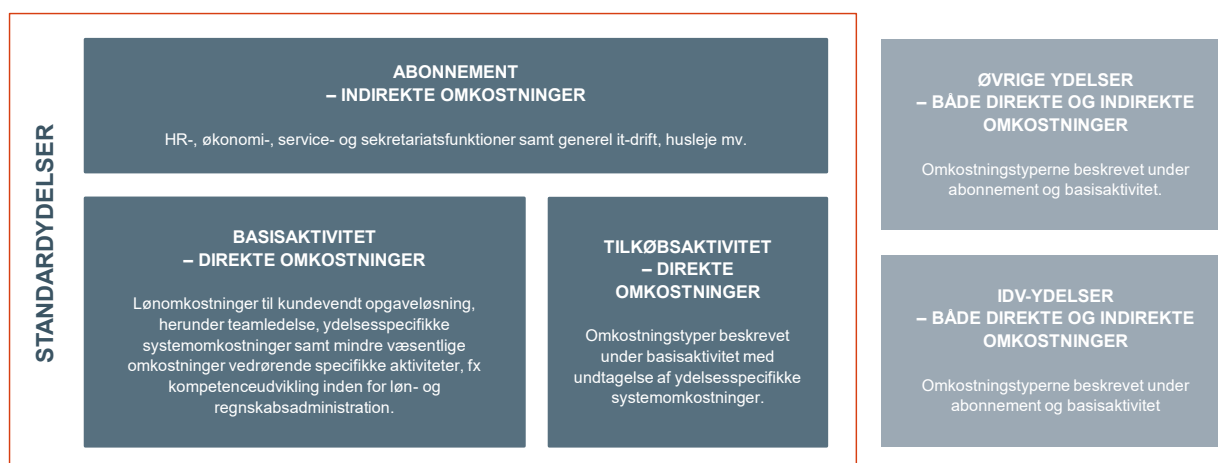 STANDARDYDELSER
ABONNEMENT
– INDIREKTE OMKOSTNINGER
HR-, økonomi-, service- og sekretariatsfunktioner samt generel it-drift, husleje mv.
BASISAKTIVITET
– DIREKTE OMKOSTNINGER
Lønomkostninger til kundevendt opgaveløsning,
herunder teamledelse, ydelsesspecifikke
systemomkostninger samt mindre væsentlige
omkostninger vedrørende specifikke aktiviteter, fx
kompetenceudvikling inden for løn- og
regnskabsadministration.
TILKØBSAKTIVITET
– DIREKTE
OMKOSTNINGER
Omkostningstyper beskrevet
under basisaktivitet med
undtagelse af ydelsesspecifikke
systemomkostninger.
ØVRIGE YDELSER
– BÅDE DIREKTE OG INDIREKTE
OMKOSTNINGER
Omkostningstyperne beskrevet under
abonnement og basisaktivitet.
IDV-YDELSER
– BÅDE DIREKTE OG INDIREKTE
OMKOSTNINGER
Omkostningstyperne beskrevet under
abonnement og basisaktivitet